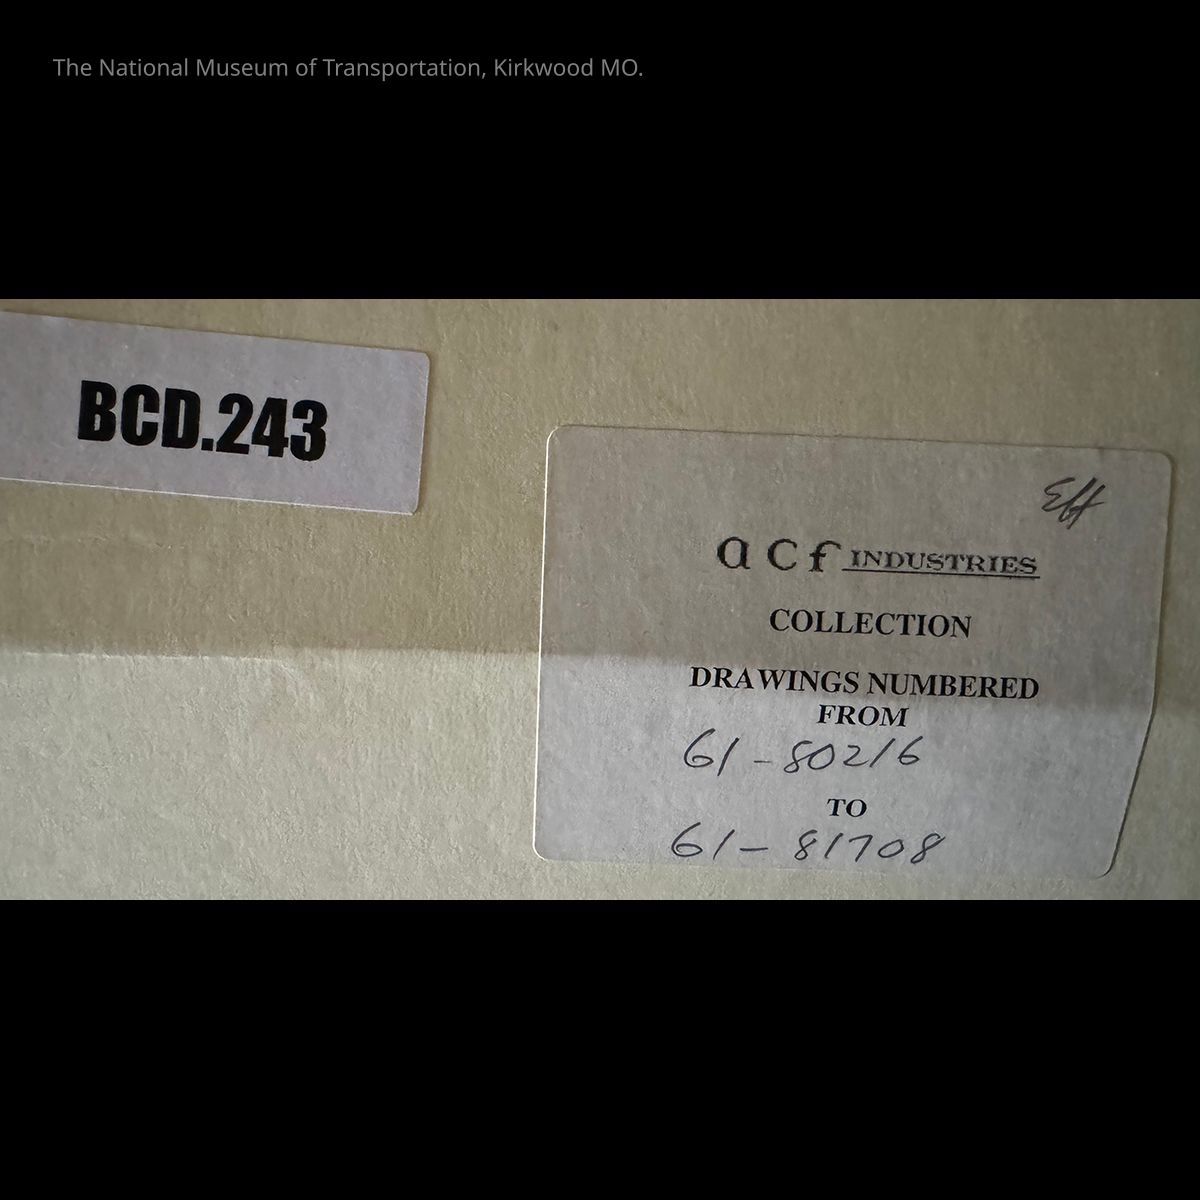 The National Museum of Transportation, Kirkwood MO.
BCD.243
acf INDUSTRIES
COLLECTION
DRAWINGS NUMBERED
FROM
61-80216
TO
61-81708